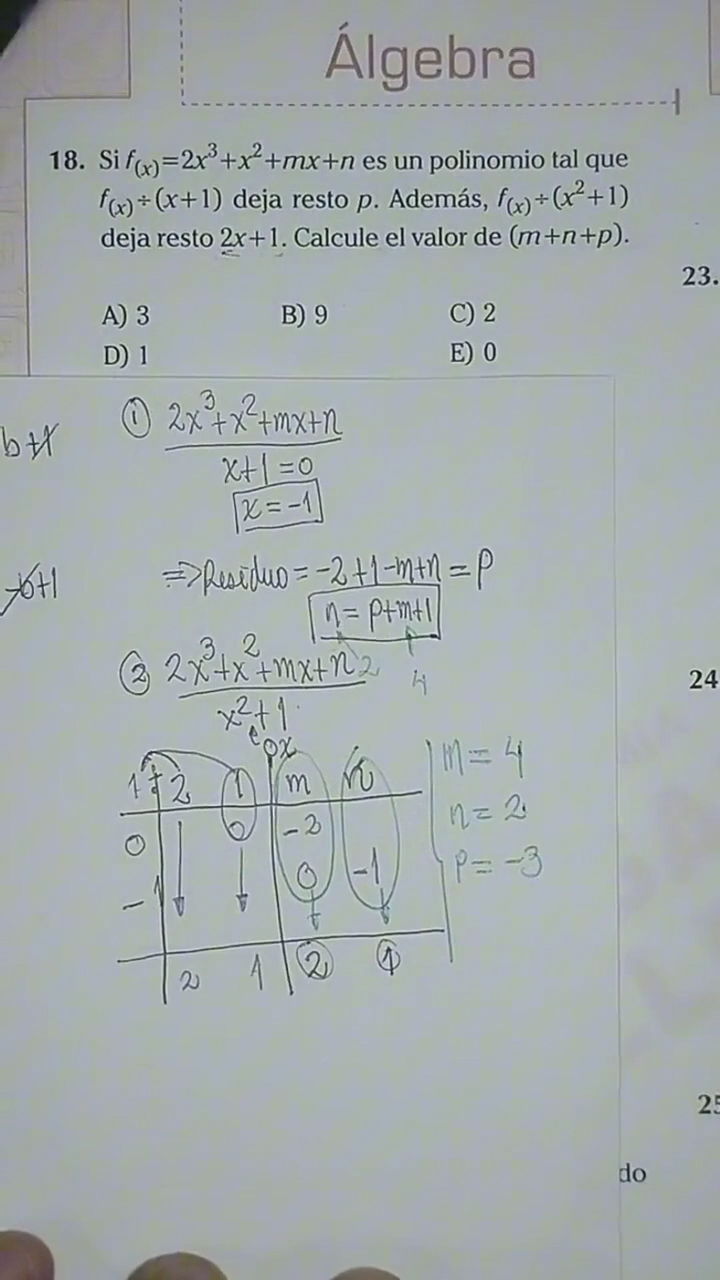 Álgebra
18. Si f(x)=2x³+x²+mx+n es un polinomio tal que
f(x)÷(x+1) deja resto p. Además, f(x)÷(x²+1)
deja resto 2x+1. Calcule el valor de (m+n+p).
23.
A) 3 B) 9 C) 2
D) 1 E) 0
① 2x³+x²+mx+n
x+1=0
x=-1
⇒Residuo=-2+1-m+n=p
n=p+m+1
② 2x³+x²+mx+n 2
4
24
x²+1
0x
1 2 1 m n
0 0 -2
-1 0 -1
2 1 2 1
m=4
n=2
p=-3
25
do